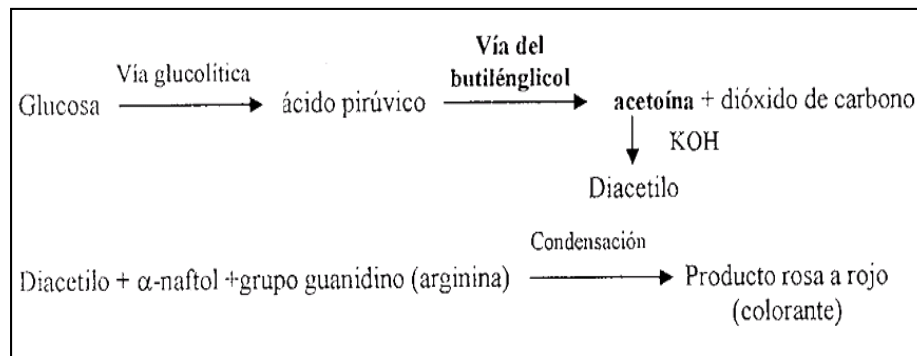 Vía del
Vía glucolítica butilénglicol
Glucosa ácido pirúvico acetoína + dióxido de carbono
KOH
Diacetilo
Condensación
Diacetilo + α-naftol +grupo guanidino (arginina) Producto rosa a rojo
(colorante)